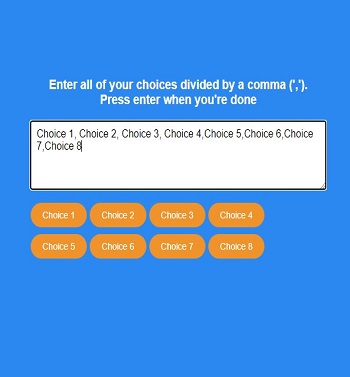 Enter all of your choices divided by a comma (',').
Press enter when you're done
Choice 1, Choice 2, Choice 3, Choice 4,Choice 5,Choice 6,Choice
7,Choice 8
Choice 1 Choice 2 Choice 3 Choice 4
Choice 5 Choice 6 Choice 7 Choice 8